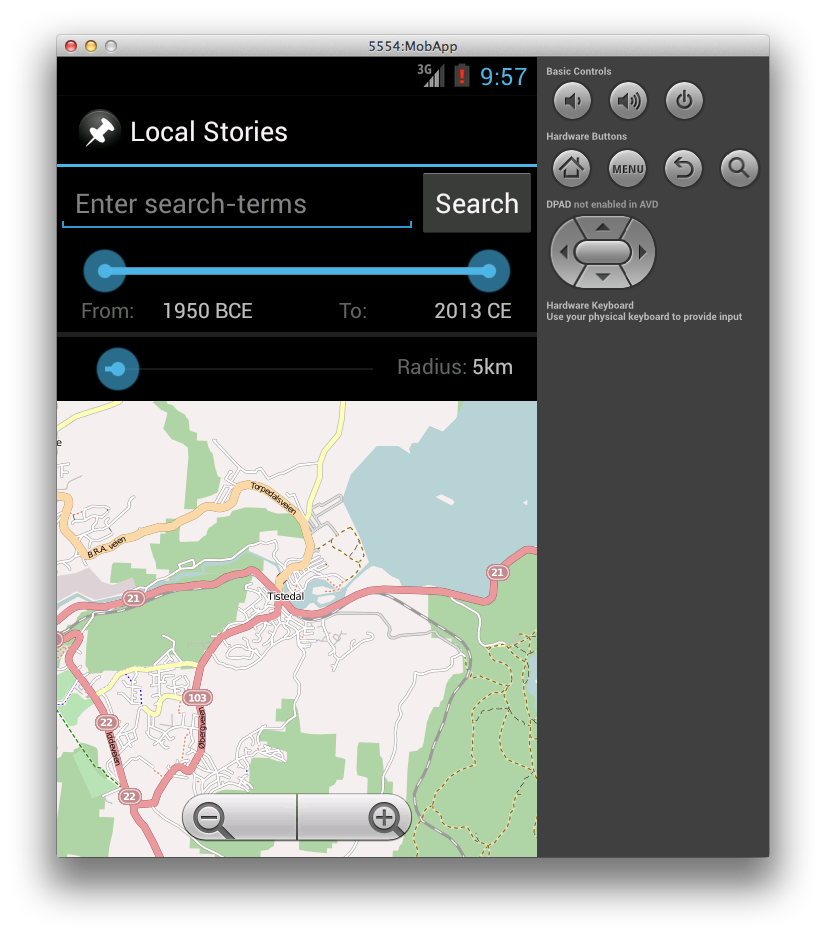 5554:MobApp
3G
9:57
Local Stories
Enter search-terms
Search
From: 1950 BCE To: 2013 CE
Radius: 5km
Basic Controls
Hardware Buttons
MENU
DPAD not enabled in AVD
Hardware Keyboard
Use your physical keyboard to provide input
e
Torpedalsveien
B.R.A. veien
21
21
Tistedal
103
22
Iddeveien
Øbergveien
22